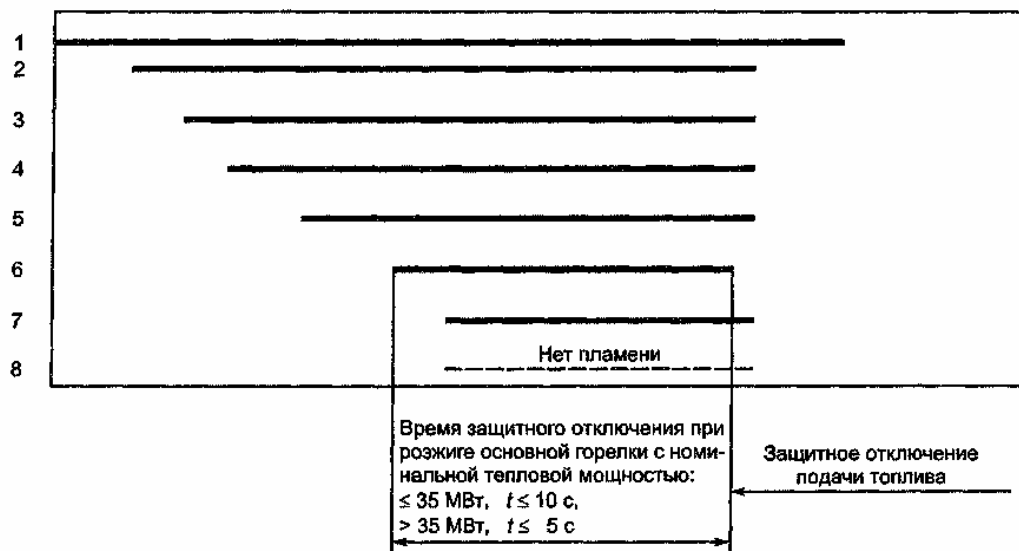 1
2
3
4
5
6
7
Нет пламени
8
Время защитного отключения при
розжиге основной горелки с номи-
нальной тепловой мощностью:
≤ 35 МВт, t ≤ 10 с,
> 35 МВт, t ≤ 5 с
Защитное отключение
подачи топлива